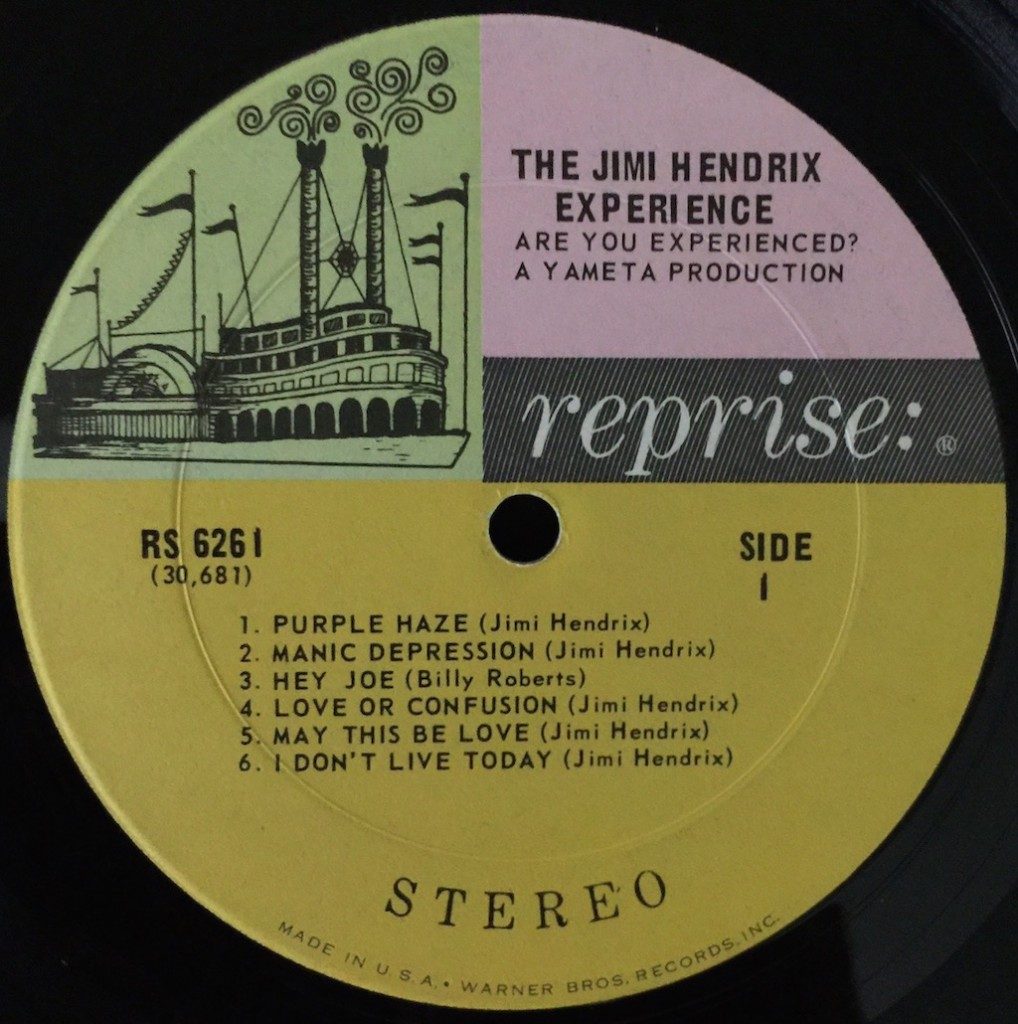 THE JIMI HENDRIX
EXPERIENCE
ARE YOU EXPERIENCED?
A YAMETA PRODUCTION
reprise:®
RS 6261
(30,681)
SIDE
1
1. PURPLE HAZE (Jimi Hendrix)
2. MANIC DEPRESSION (Jimi Hendrix)
3. HEY JOE (Billy Roberts)
4. LOVE OR CONFUSION (Jimi Hendrix)
5. MAY THIS BE LOVE (Jimi Hendrix)
6. I DON'T LIVE TODAY (Jimi Hendrix)
STEREO
MADE IN U.S.A. • WARNER BROS. RECORDS, INC.